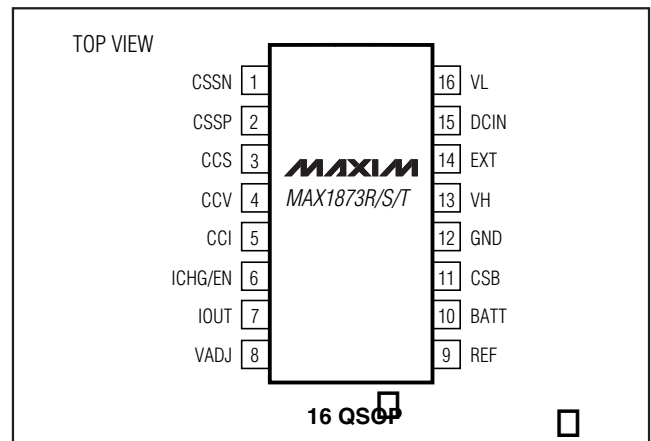 TOP VIEW
CSSN 1 16 VL
CSSP 2 15 DCIN
CCS 3 14 EXT
MAXIM
CCV 4 MAX1873R/S/T 13 VH
CCI 5 12 GND
ICHG/EN 6 11 CSB
IOUT 7 10 BATT
VADJ 8 9 REF
16 QSOP